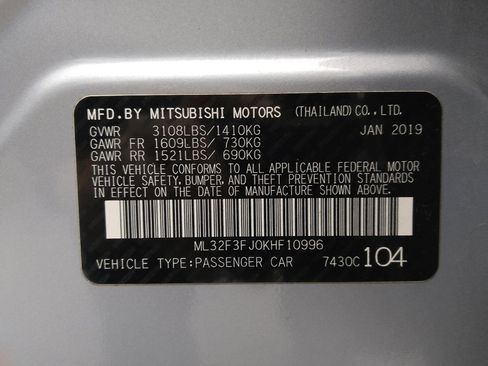 MFD.BY MITSUBISHI MOTORS (THAILAND)CO.,LTD.
GVWR 3108LBS/1410KG JAN 2019
GAWR FR 1609LBS/ 730KG
GAWR RR 1521LBS/ 690KG
THIS VEHICLE CONFORMS TO ALL APPLICABLE FEDERAL MOTOR
VEHICLE SAFETY, BUMPER, AND THEFT PREVENTION STANDARDS
IN EFFECT ON THE DATE OF MANUFACTURE SHOWN ABOVE.
ML32F3FJ0KHF10996
VEHICLE TYPE:PASSENGER CAR 7430C 104